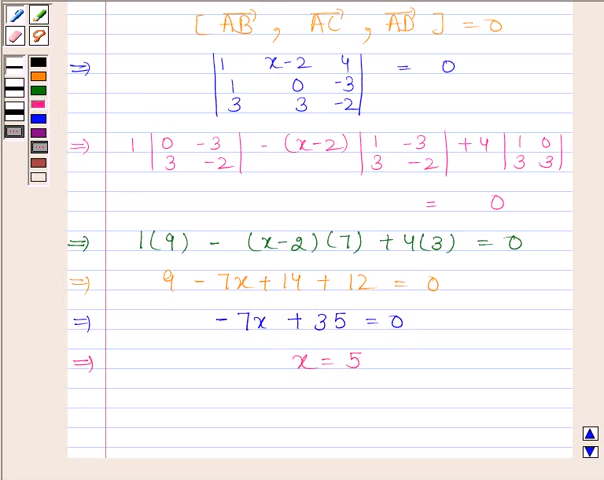 [ AB⃗ , AC⃗ , AD⃗ ] = 0
⇒ |1 x-2 4| = 0
|1 0 -3|
|3 3 -2|
⇒ 1 |0 -3| - (x-2) |1 -3| + 4 |1 0|
|3 -2| |3 -2| |3 3|
= 0
⇒ 1(9) - (x-2)(7) + 4(3) = 0
⇒ 9 - 7x + 14 + 12 = 0
⇒ -7x + 35 = 0
⇒ x = 5